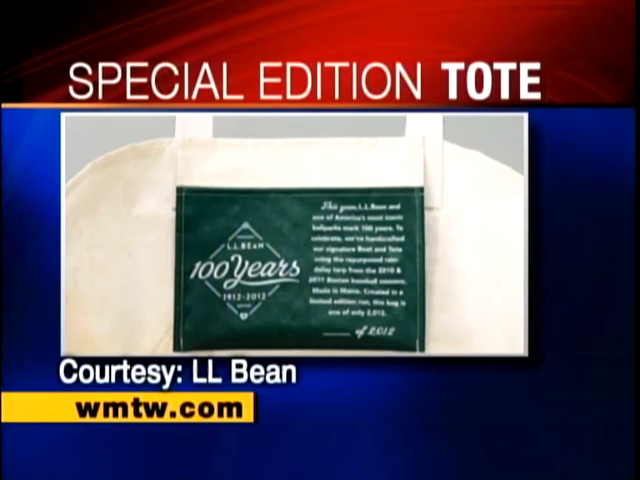 SPECIAL EDITION TOTE
L.L.BEAN
100 Years
1912-2012
This year, L.L.Bean and
one of America's most iconic
ballparks mark 100 years. To
celebrate, we've handcrafted
our signature Boat and Tote
using the repurposed rain-
delay tarp from the 2010 &
2011 Boston baseball seasons.
Made in Maine. Created in a
limited edition run, this bag is
one of only 2,012.
of 2012
Courtesy: LL Bean
wmtw.com